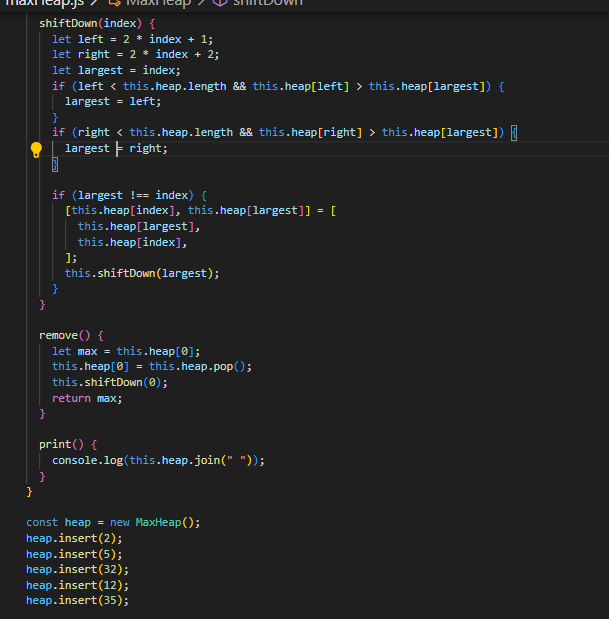 maxHeap.js > MaxHeap > shiftDown
shiftDown(index) {
let left = 2 * index + 1;
let right = 2 * index + 2;
let largest = index;
if (left < this.heap.length && this.heap[left] > this.heap[largest]) {
largest = left;
}
if (right < this.heap.length && this.heap[right] > this.heap[largest]) {
largest = right;
}
if (largest !== index) {
[this.heap[index], this.heap[largest]] = [
this.heap[largest],
this.heap[index],
];
this.shiftDown(largest);
}
}
remove() {
let max = this.heap[0];
this.heap[0] = this.heap.pop();
this.shiftDown(0);
return max;
}
print() {
console.log(this.heap.join(" "));
}
}
const heap = new MaxHeap();
heap.insert(2);
heap.insert(5);
heap.insert(32);
heap.insert(12);
heap.insert(35);